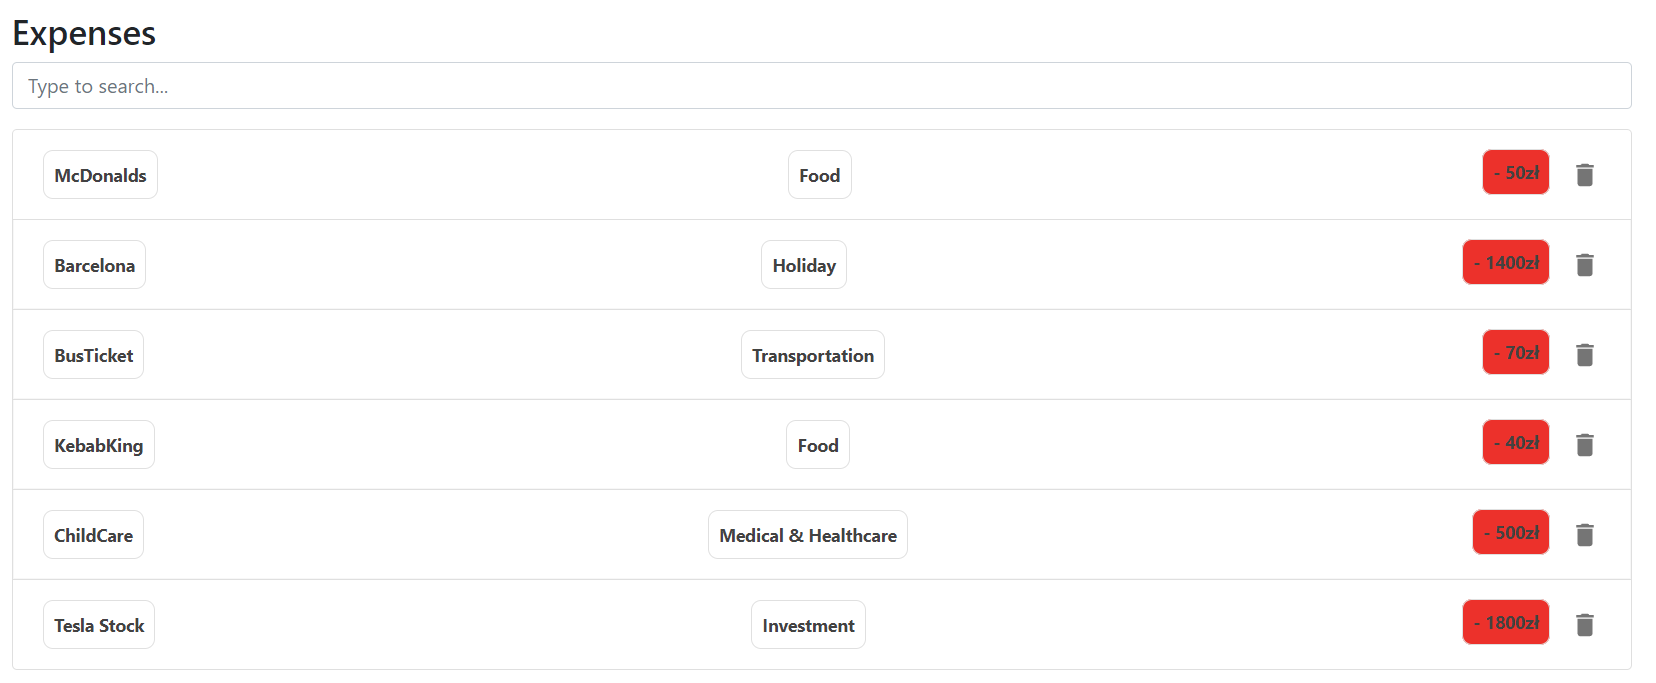 Expenses
Type to search...
McDonalds Food - 50zł
Barcelona Holiday - 1400zł
BusTicket Transportation - 70zł
KebabKing Food - 40zł
ChildCare Medical & Healthcare - 500zł
Tesla Stock Investment - 1800zł